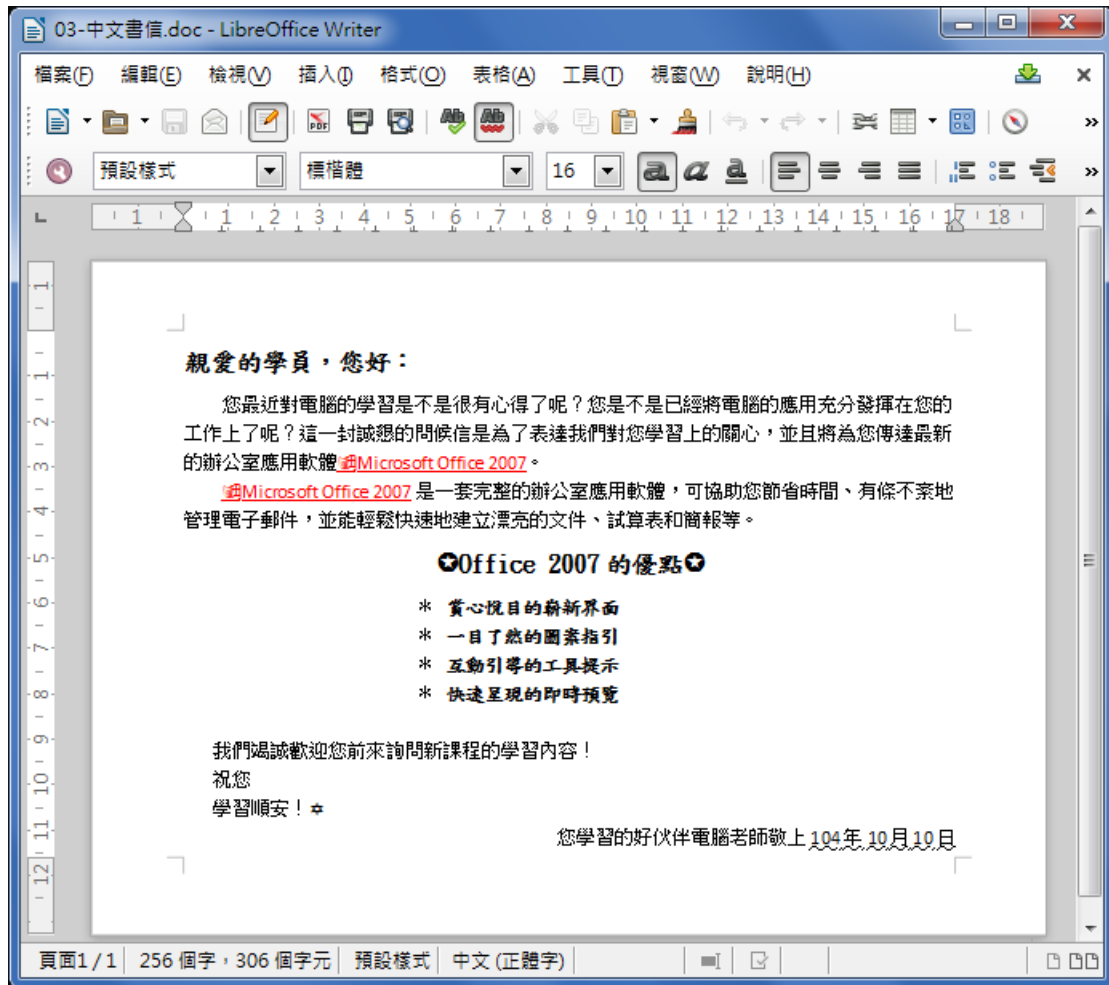 03-中文書信.doc - LibreOffice Writer
檔案(F) 編輯(E) 檢視(V) 插入(I) 格式(O) 表格(A) 工具(T) 視窗(W) 說明(H)
預設樣式 標楷體 16 a a a
1 1 2 3 4 5 6 7 8 9 10 11 12 13 14 15 16 17 18
1
1
2
3
4
5
6
7
8
9
10
11
12
親愛的學員，您好：
您最近對電腦的學習是不是很有心得了呢？您是不是已經將電腦的應用充分發揮在您的
工作上了呢？這一封誠懇的問候信是為了表達我們對您學習上的關心，並且將為您傳達最新
的辦公室應用軟體Microsoft Office 2007。
Microsoft Office 2007 是一套完整的辦公室應用軟體，可協助您節省時間、有條不紊地
管理電子郵件，並能輕鬆快速地建立漂亮的文件、試算表和簡報等。
✪Office 2007 的優點✪
＊ 賞心悅目的嶄新界面
＊ 一目了然的圖案指引
＊ 互動引導的工具提示
＊ 快速呈現的即時預覽
我們竭誠歡迎您前來詢問新課程的學習內容！
祝您
學習順安！✡
您學習的好伙伴電腦老師敬上 104年 10月10日
頁面1 / 1 256 個字，306 個字元 預設樣式 中文 (正體字)